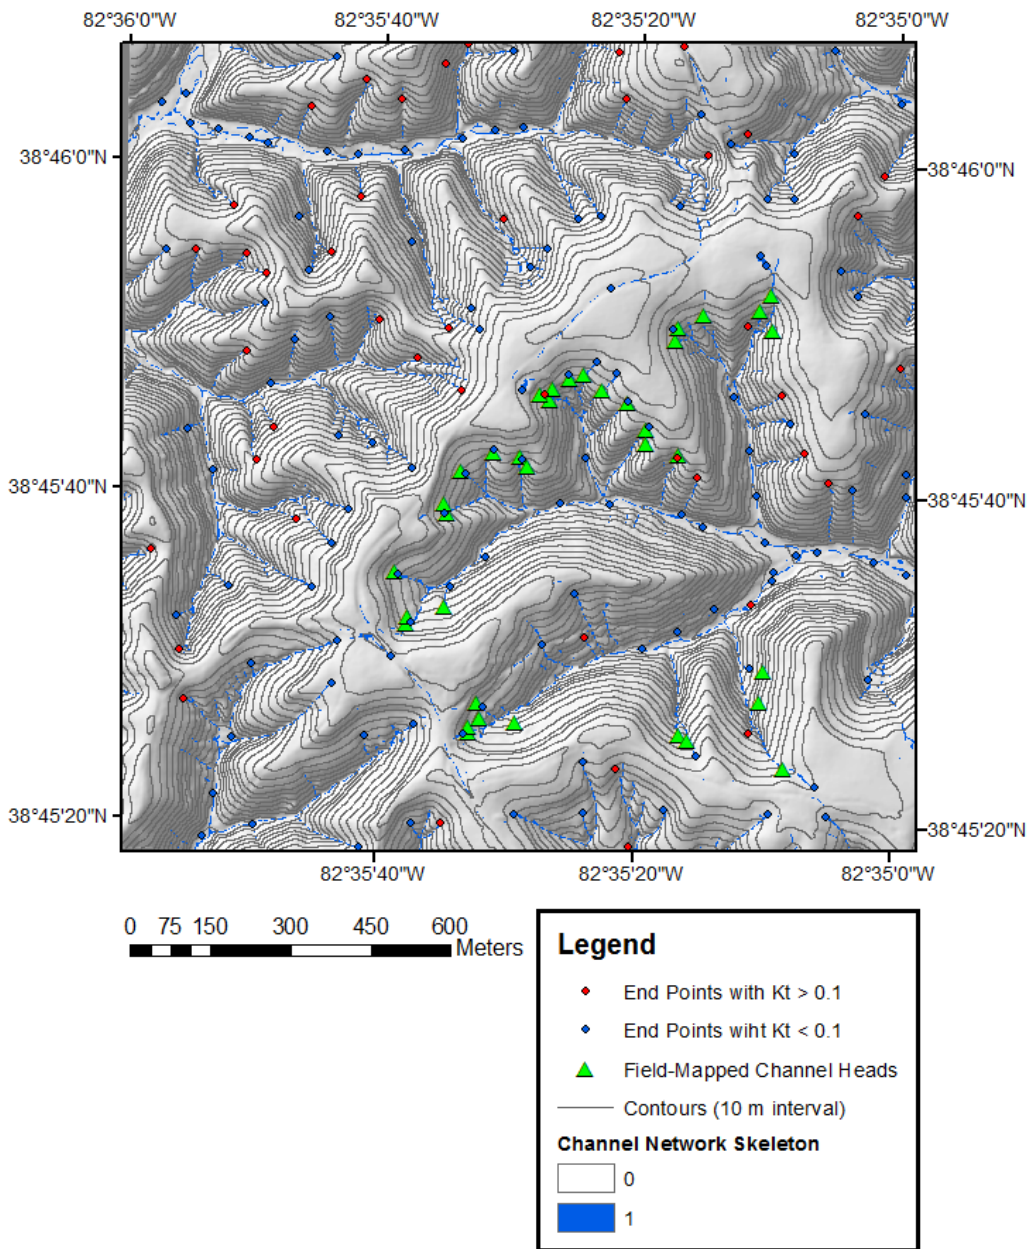 82°36'0"W 82°35'40"W 82°35'20"W 82°35'0"W
38°46'0"N 38°46'0"N
38°45'40"N 38°45'40"N
38°45'20"N 38°45'20"N
82°35'40"W 82°35'20"W 82°35'0"W
0 75 150 300 450 600
Meters
Legend
End Points with Kt > 0.1
End Points wiht Kt < 0.1
Field-Mapped Channel Heads
Contours (10 m interval)
Channel Network Skeleton
0
1